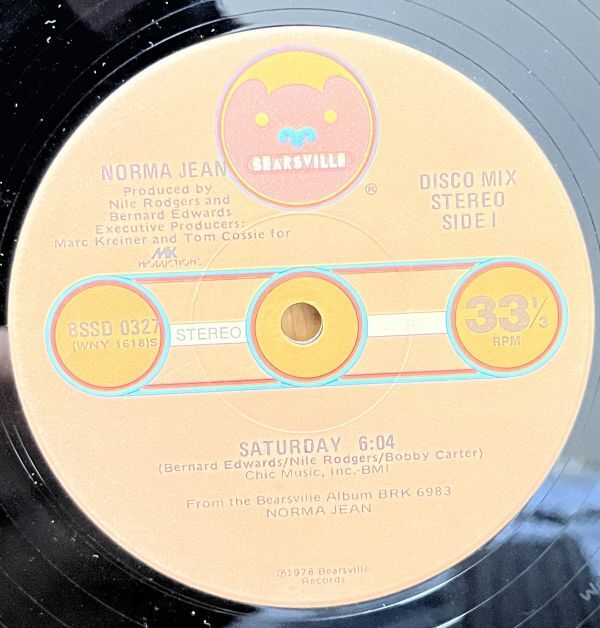 BEARSVILLE
®
NORMA JEAN
Produced by
Nile Rodgers and
Bernard Edwards
Executive Producers:
Marc Kreiner and Tom Cossie for
MK
PRODUCTIONS
DISCO MIX
STEREO
SIDE I
BSSD 0327
(WNY 1618)S
STEREO
33 1/3
RPM
SATURDAY 6:04
(Bernard Edwards/Nile Rodgers/Bobby Carter)
Chic Music, Inc.-BMI
From the Bearsville Album BRK 6983
NORMA JEAN
℗1978 Bearsville
Records